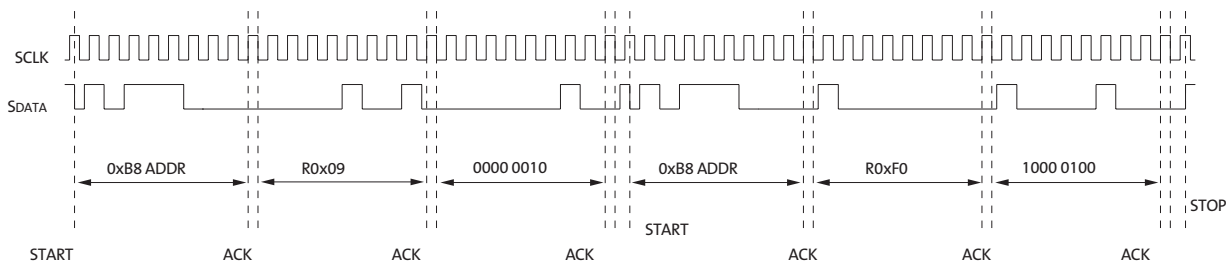 SCLK
SDATA
0xB8 ADDR
R0x09
0000 0010
0xB8 ADDR
R0xF0
1000 0100
STOP
START
START
ACK
ACK
ACK
ACK
ACK
ACK